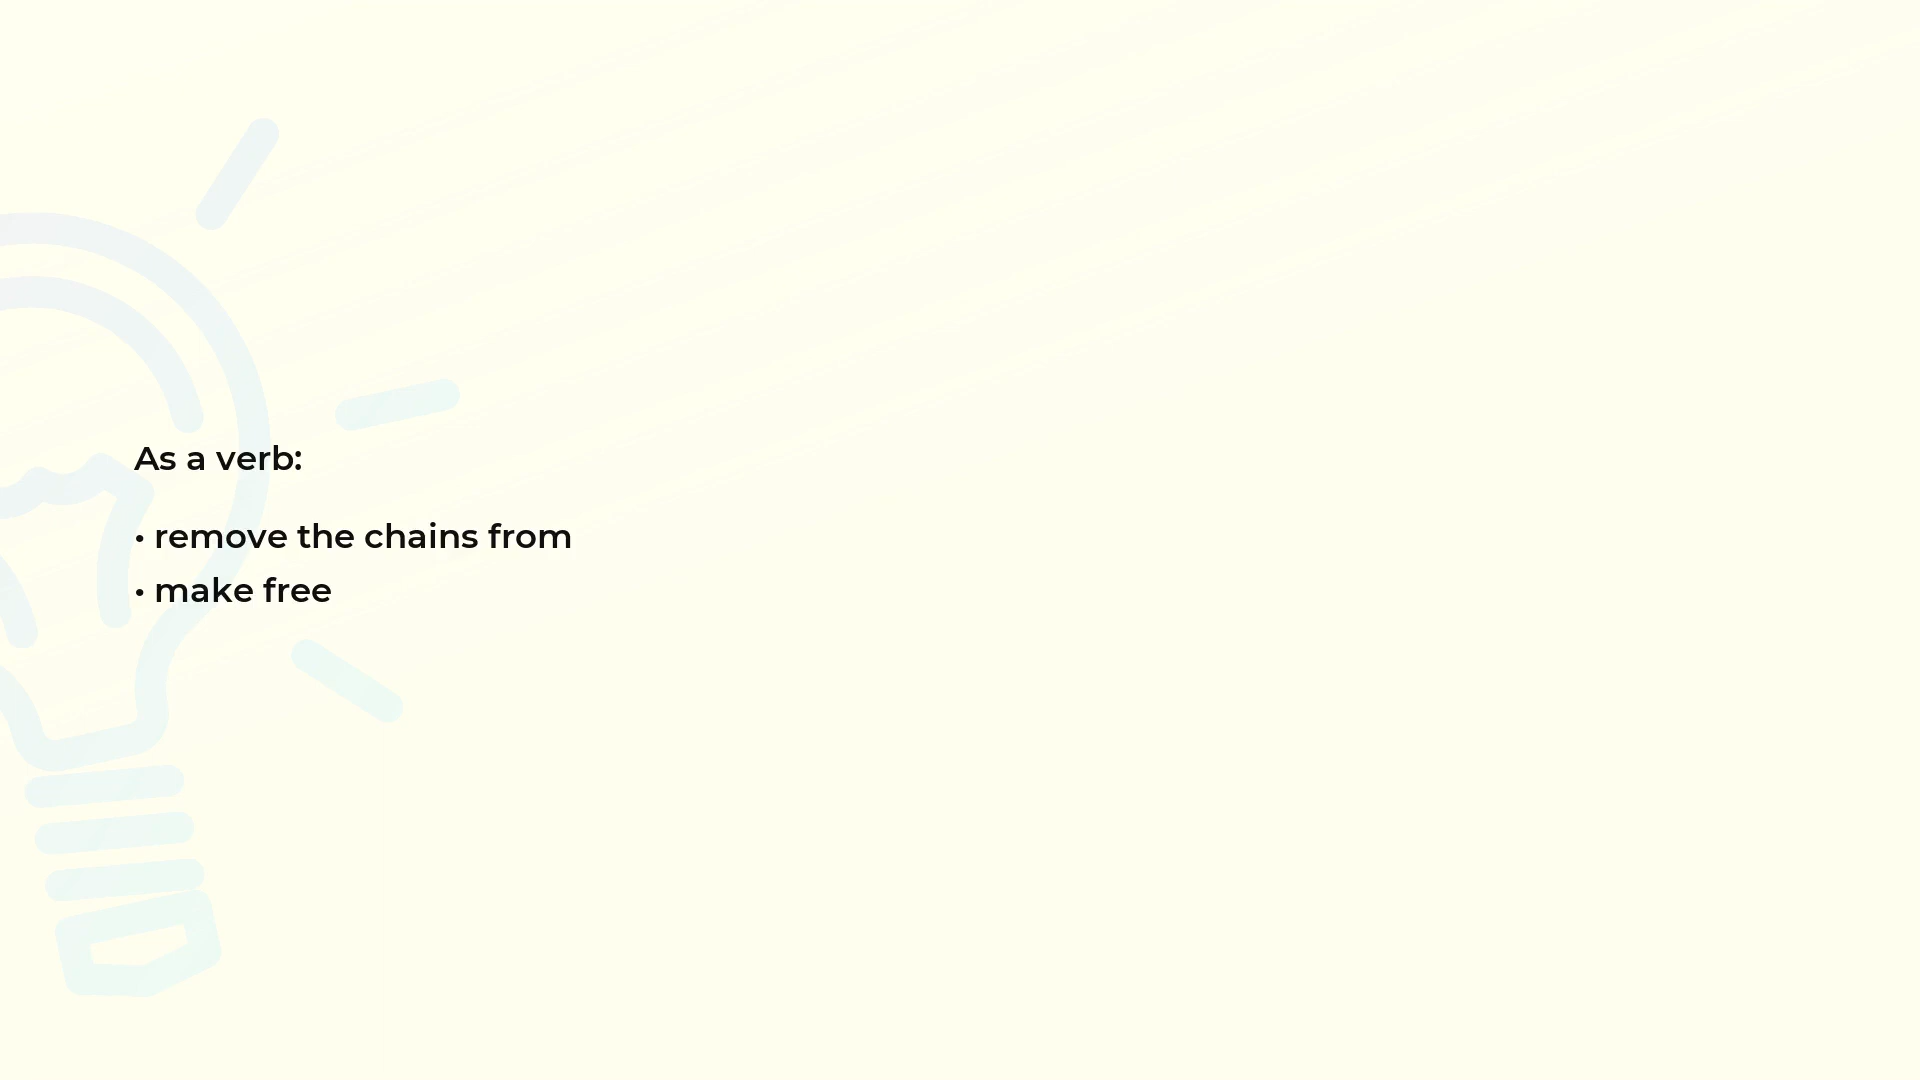 As a verb:
• remove the chains from
• make free